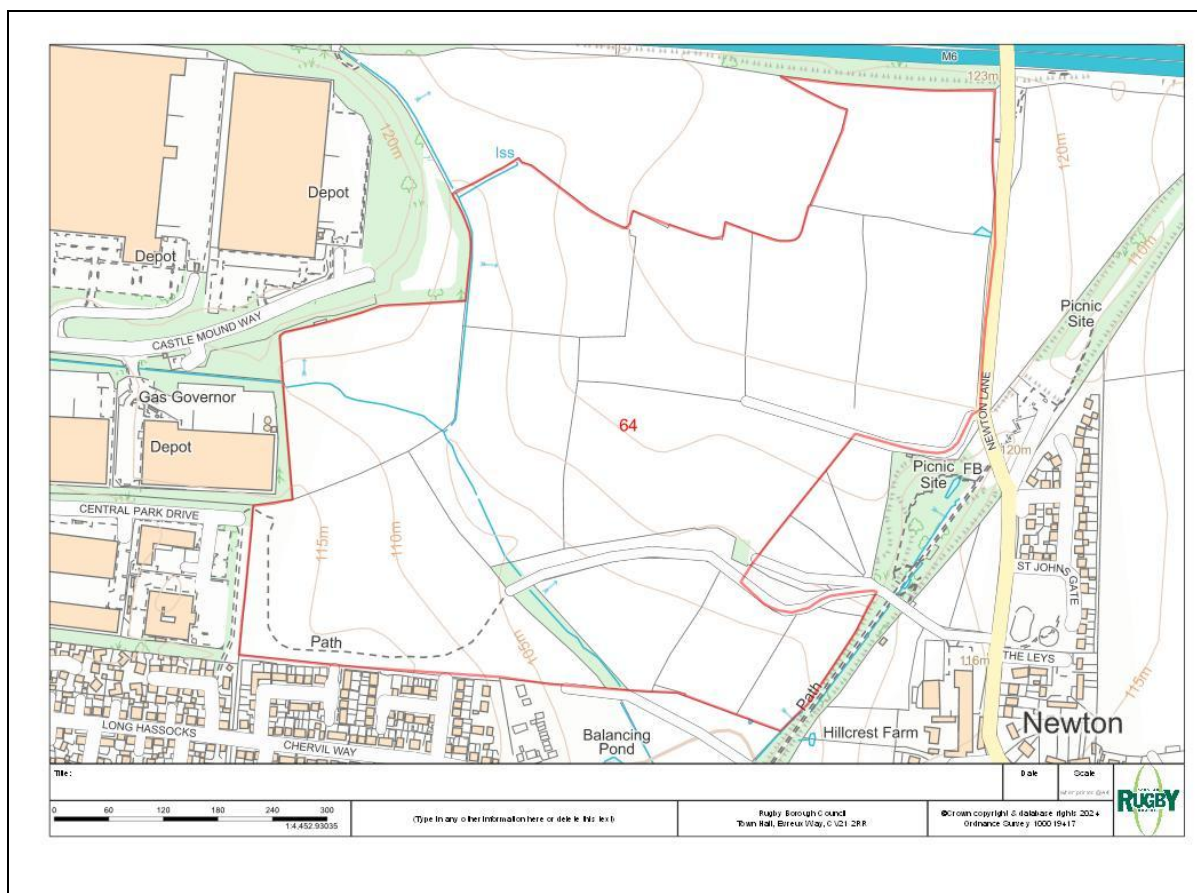 M6
123m
120m
Iss
120m
Depot
110m
Depot
Picnic
Site
CASTLE MOUND WAY
Gas Governor
NEWTON LANE
64
Depot
120m
Picnic
Site
FB
CENTRAL PARK DRIVE
115m
110m
ST JOHNS GATE
Path
105m
THE LEYS
116m
115m
Path
LONG HASSOCKS
CHERVIL WAY
Balancing
Pond
Hillcrest Farm
Newton
Title:
Date
Scale
0 60 120 180 240 300
1:4,452.93035
(Type in any other information here or delete this text)
Rugby Borough Council
Town Hall, Evreux Way, CV21 2RR
©Crown copyright & database rights 2024
Ordnance Survey 100019417
RUGBY